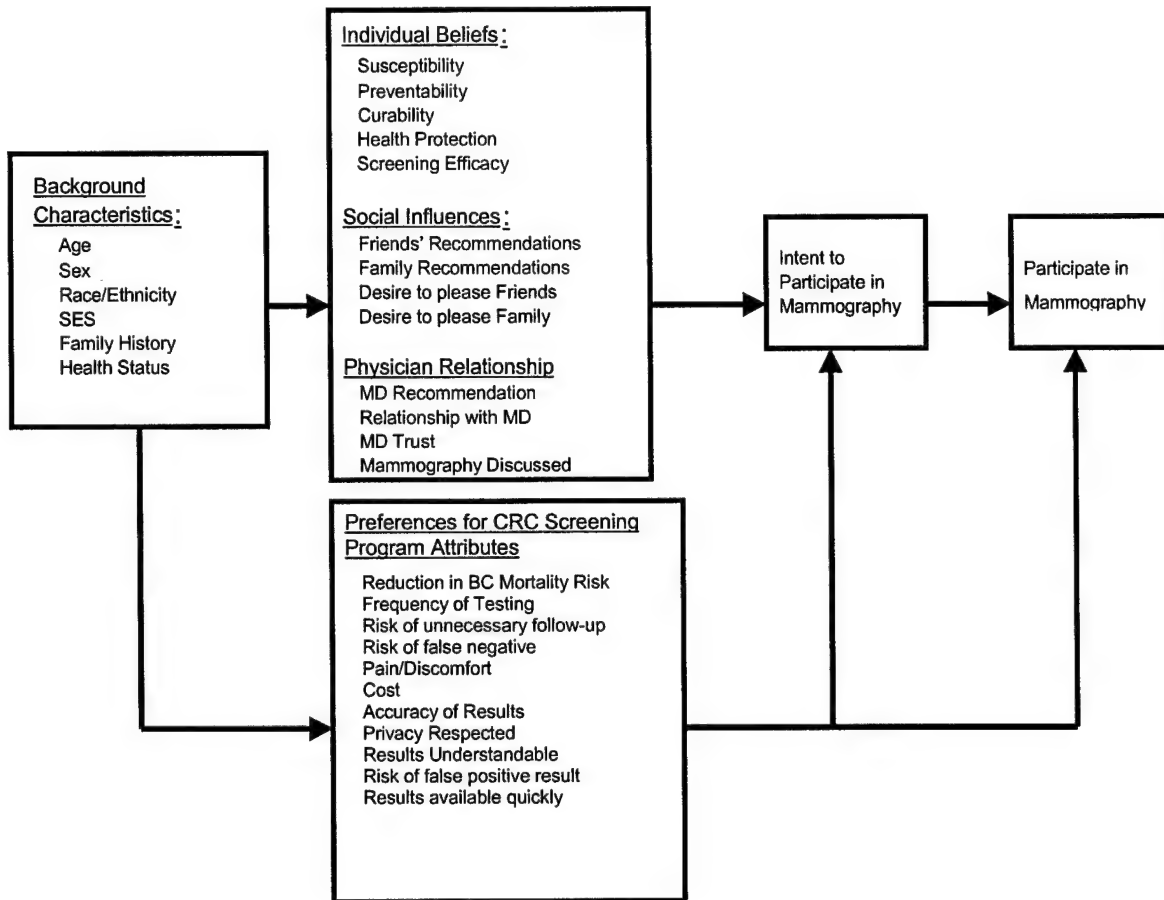 Background
Characteristics:
Age
Sex
Race/Ethnicity
SES
Family History
Health Status
Individual Beliefs:
Susceptibility
Preventability
Curability
Health Protection
Screening Efficacy
Social Influences:
Friends' Recommendations
Family Recommendations
Desire to please Friends
Desire to please Family
Physician Relationship
MD Recommendation
Relationship with MD
MD Trust
Mammography Discussed
Preferences for CRC Screening
Program Attributes
Reduction in BC Mortality Risk
Frequency of Testing
Risk of unnecessary follow-up
Risk of false negative
Pain/Discomfort
Cost
Accuracy of Results
Privacy Respected
Results Understandable
Risk of false positive result
Results available quickly
Intent to
Participate in
Mammography
Participate in
Mammography